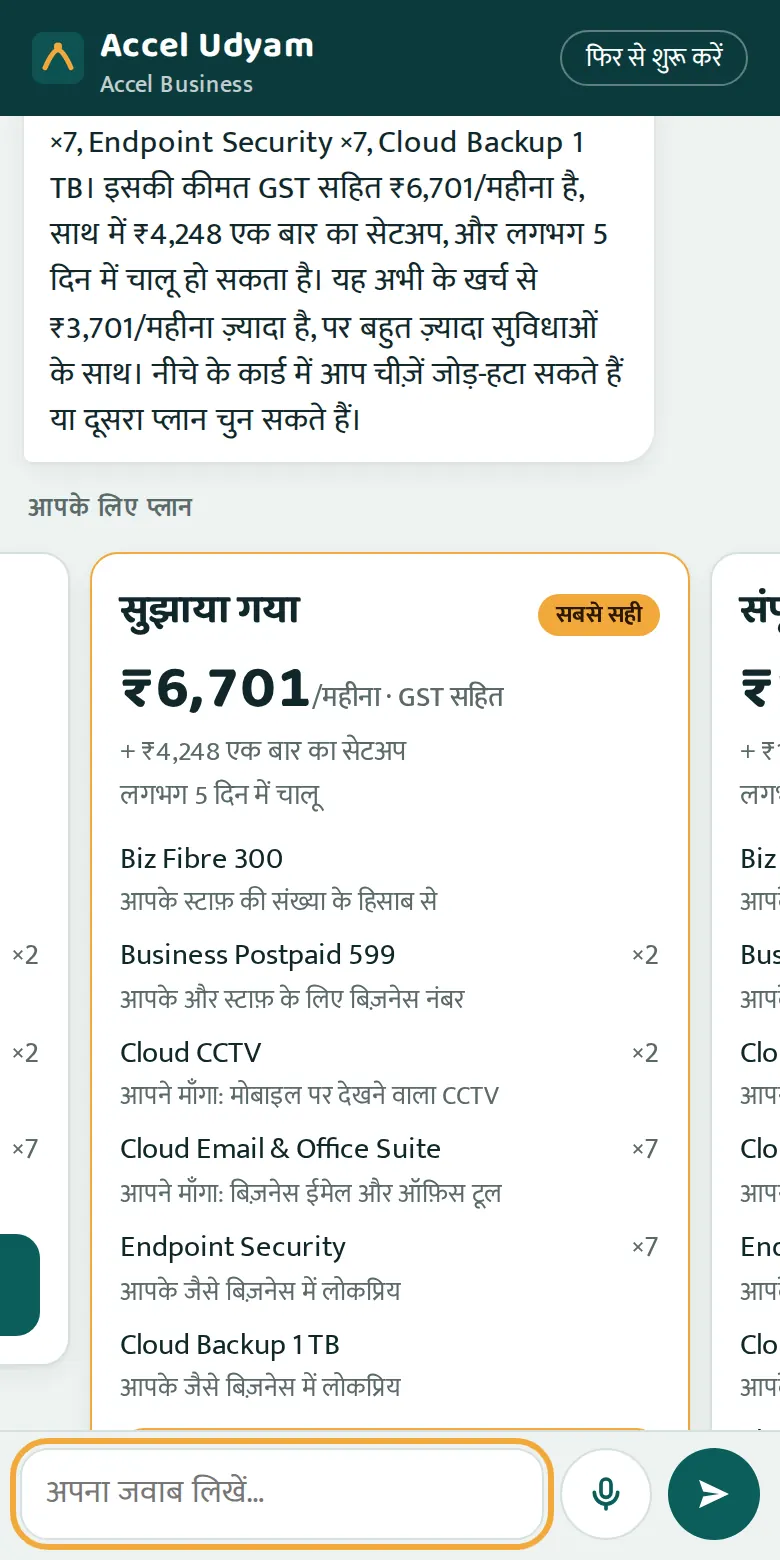 Accel Udyam
Accel Business
फिर से शुरू करें
×7, Endpoint Security ×7, Cloud Backup 1
TB। इसकी कीमत GST सहित ₹6,701/महीना है,
साथ में ₹4,248 एक बार का सेटअप, और लगभग 5
दिन में चालू हो सकता है। यह अभी के खर्च से
₹3,701/महीना ज़्यादा है, पर बहुत ज़्यादा सुविधाओं
के साथ। नीचे के कार्ड में आप चीज़ें जोड़-हटा सकते हैं
या दूसरा प्लान चुन सकते हैं।
आपके लिए प्लान
सुझाया गया
सबसे सही
₹6,701/महीना · GST सहित
+ ₹4,248 एक बार का सेटअप
लगभग 5 दिन में चालू
Biz Fibre 300
आपके स्टाफ़ की संख्या के हिसाब से
Business Postpaid 599 ×2
आपके और स्टाफ़ के लिए बिज़नेस नंबर
Cloud CCTV ×2
आपने माँगा: मोबाइल पर देखने वाला CCTV
Cloud Email & Office Suite ×7
आपने माँगा: बिज़नेस ईमेल और ऑफ़िस टूल
Endpoint Security ×7
आपके जैसे बिज़नेस में लोकप्रिय
Cloud Backup 1 TB
आपके जैसे बिज़नेस में लोकप्रिय
×2
×2
×7
Biz
अपना जवाब लिखें...